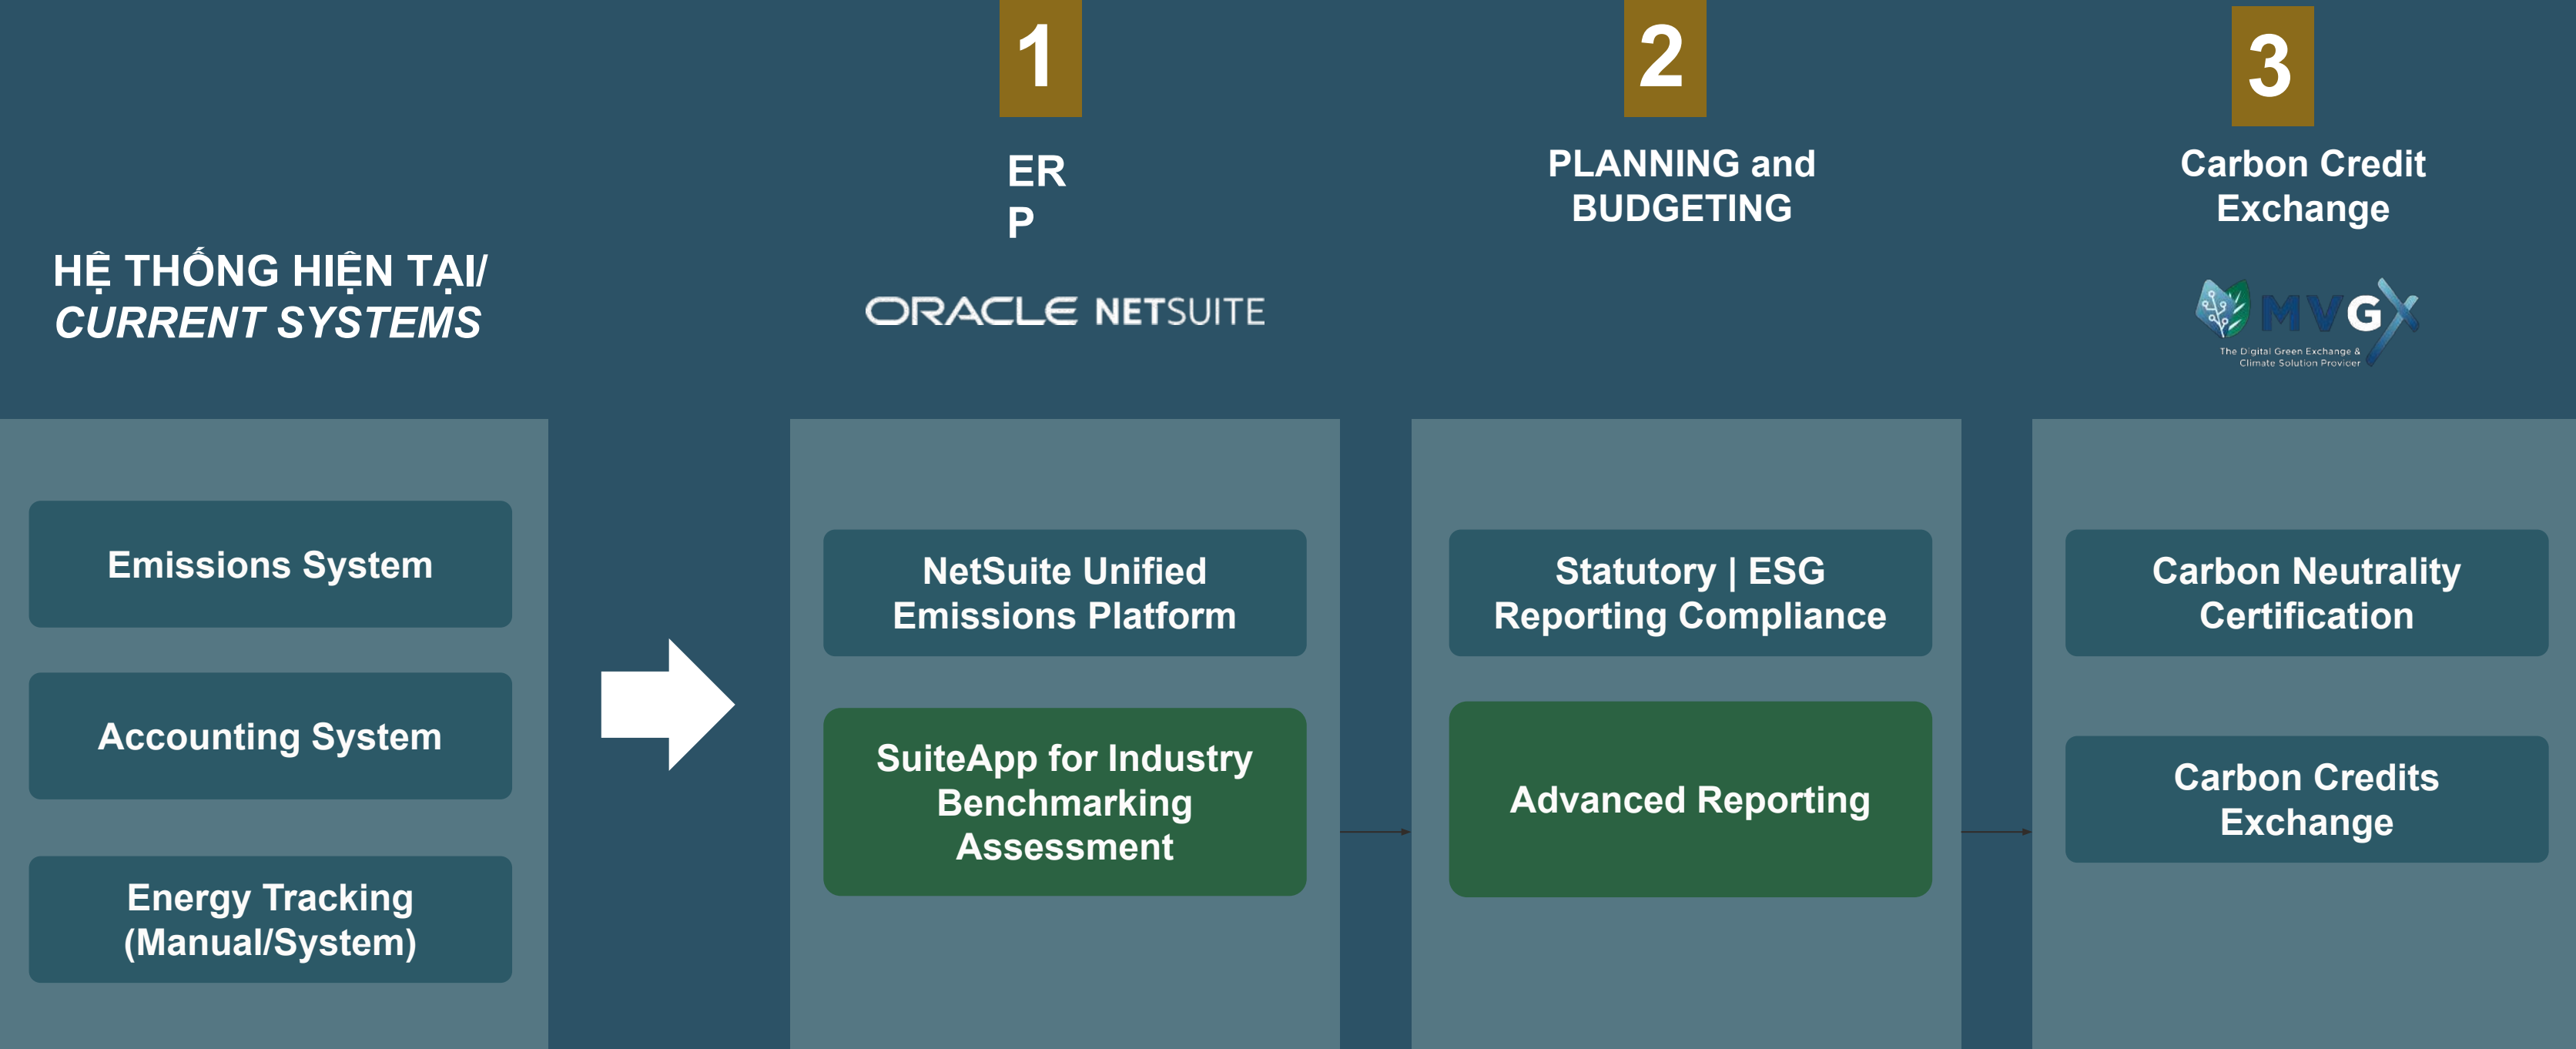 HỆ THỐNG HIỆN TẠI/
CURRENT SYSTEMS
Emissions System
Accounting System
Energy Tracking
(Manual/System)
1
ER
P
ORACLE NETSUITE
NetSuite Unified
Emissions Platform
SuiteApp for Industry
Benchmarking
Assessment
2
PLANNING and
BUDGETING
Statutory | ESG
Reporting Compliance
Advanced Reporting
3
Carbon Credit
Exchange
MVGX
The Digital Green Exchange &
Climate Solution Provider
Carbon Neutrality
Certification
Carbon Credits
Exchange